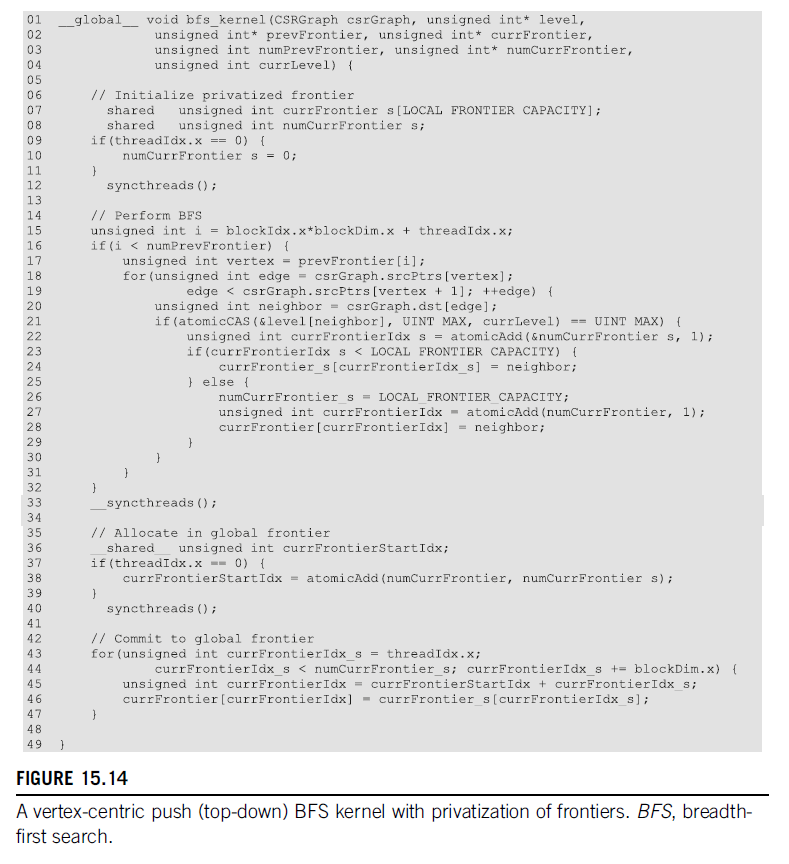 01  __global__ void bfs_kernel(CSRGraph csrGraph, unsigned int* level,
02              unsigned int* prevFrontier, unsigned int* currFrontier,
03              unsigned int numPrevFrontier, unsigned int* numCurrFrontier,
04              unsigned int currLevel) {
05
06      // Initialize privatized frontier
07        shared   unsigned int currFrontier s[LOCAL FRONTIER CAPACITY];
08        shared   unsigned int numCurrFrontier s;
09      if(threadIdx.x == 0) {
10          numCurrFrontier s = 0;
11      }
12        syncthreads();
13
14      // Perform BFS
15      unsigned int i = blockIdx.x*blockDim.x + threadIdx.x;
16      if(i < numPrevFrontier) {
17          unsigned int vertex = prevFrontier[i];
18          for(unsigned int edge = csrGraph.srcPtrs[vertex];
19                  edge < csrGraph.srcPtrs[vertex + 1]; ++edge) {
20              unsigned int neighbor = csrGraph.dst[edge];
21              if(atomicCAS(&level[neighbor], UINT MAX, currLevel) == UINT MAX) {
22                  unsigned int currFrontierIdx s = atomicAdd(&numCurrFrontier s, 1);
23                  if(currFrontierIdx s < LOCAL FRONTIER CAPACITY) {
24                      currFrontier_s[currFrontierIdx_s] = neighbor;
25                  } else {
26                      numCurrFrontier_s = LOCAL_FRONTIER_CAPACITY;
27                      unsigned int currFrontierIdx = atomicAdd(numCurrFrontier, 1);
28                      currFrontier[currFrontierIdx] = neighbor;
29                  }
30              }
31          }
32      }
33      __syncthreads();
34
35      // Allocate in global frontier
36      __shared__ unsigned int currFrontierStartIdx;
37      if(threadIdx.x == 0) {
38          currFrontierStartIdx = atomicAdd(numCurrFrontier, numCurrFrontier s);
39      }
40        syncthreads();
41
42      // Commit to global frontier
43      for(unsigned int currFrontierIdx_s = threadIdx.x;
44              currFrontierIdx_s < numCurrFrontier_s; currFrontierIdx_s += blockDim.x) {
45          unsigned int currFrontierIdx = currFrontierStartIdx + currFrontierIdx_s;
46          currFrontier[currFrontierIdx] = currFrontier_s[currFrontierIdx_s];
47      }
48
49  }
FIGURE 15.14
A vertex-centric push (top-down) BFS kernel with privatization of frontiers. BFS, breadth-
first search.